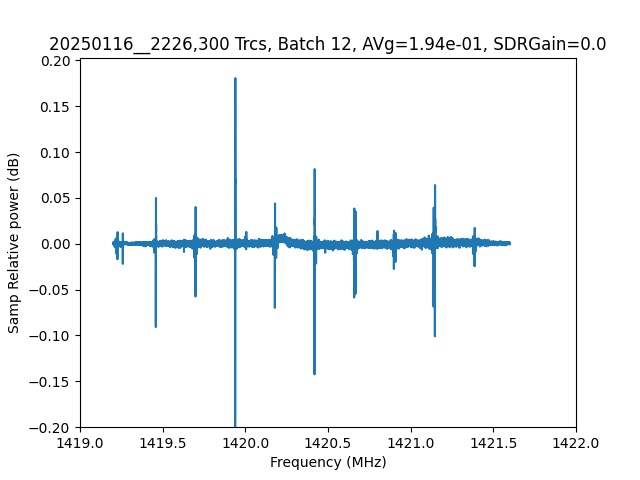 20250116__2226,300 Trcs, Batch 12, AVg=1.94e-01, SDRGain=0.0
0.20
0.15
0.10
0.05
0.00
−0.05
−0.10
−0.15
−0.20
Samp Relative power (dB)
1419.0 1419.5 1420.0 1420.5 1421.0 1421.5 1422.0
Frequency (MHz)